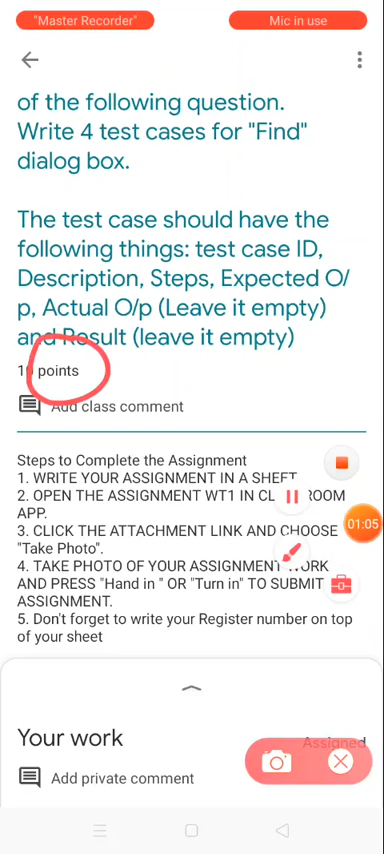 "Master Recorder"
Mic in use
of the following question.
Write 4 test cases for "Find"
dialog box.
The test case should have the
following things: test case ID,
Description, Steps, Expected O/
p, Actual O/p (Leave it empty)
and Result (leave it empty)
10 points
Add class comment
Steps to Complete the Assignment
1. WRITE YOUR ASSIGNMENT IN A SHEET
2. OPEN THE ASSIGNMENT WT1 IN CLASSROOM
APP.
3. CLICK THE ATTACHMENT LINK AND CHOOSE
"Take Photo".
01:05
4. TAKE PHOTO OF YOUR ASSIGNMENT WORK
AND PRESS "Hand in " OR "Turn in" TO SUBMIT
ASSIGNMENT.
5. Don't forget to write your Register number on top
of your sheet
Your work
Assigned
Add private comment